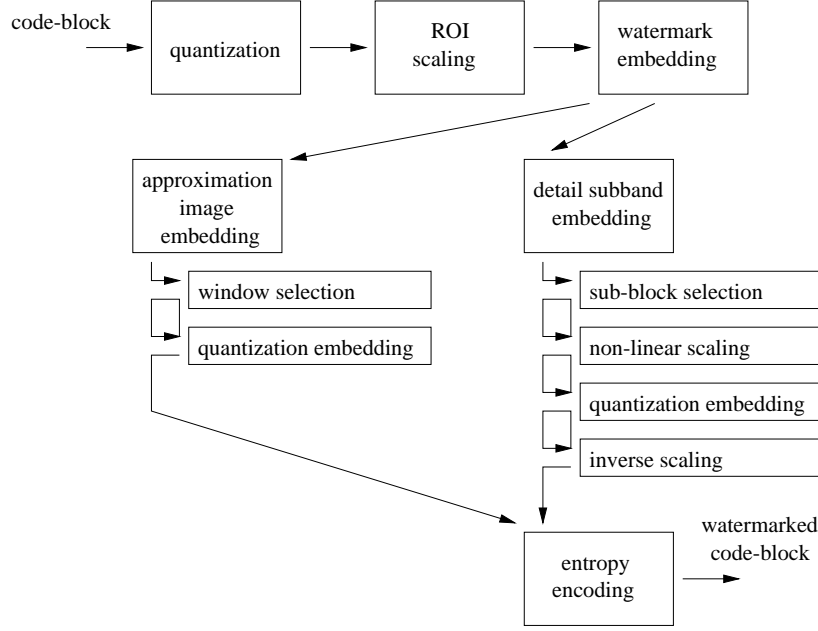 code-block
quantization
ROI
scaling
watermark
embedding
approximation
image
embedding
detail subband
embedding
window selection
quantization embedding
sub-block selection
non-linear scaling
quantization embedding
inverse scaling
entropy
encoding
watermarked
code-block